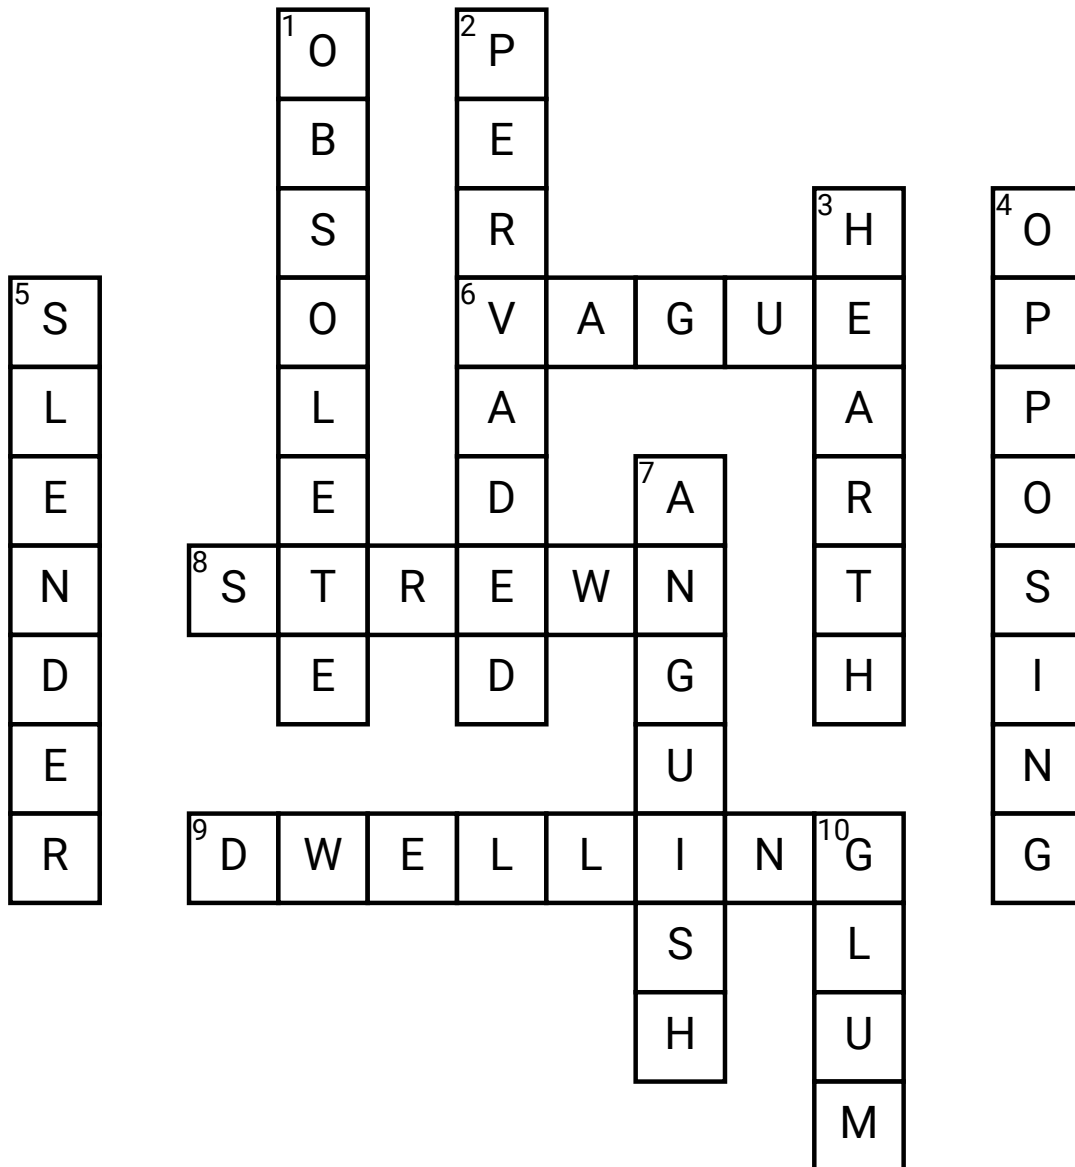 1 O 2 P
B E
S R 3 H 4 O
5 S O 6 V A G U E P
L L A A P
E E D 7 A R O
N 8 S T R E W N T S
D E D G H I
E U N
R 9 D W E L L I N 10 G G
S L
H U
M